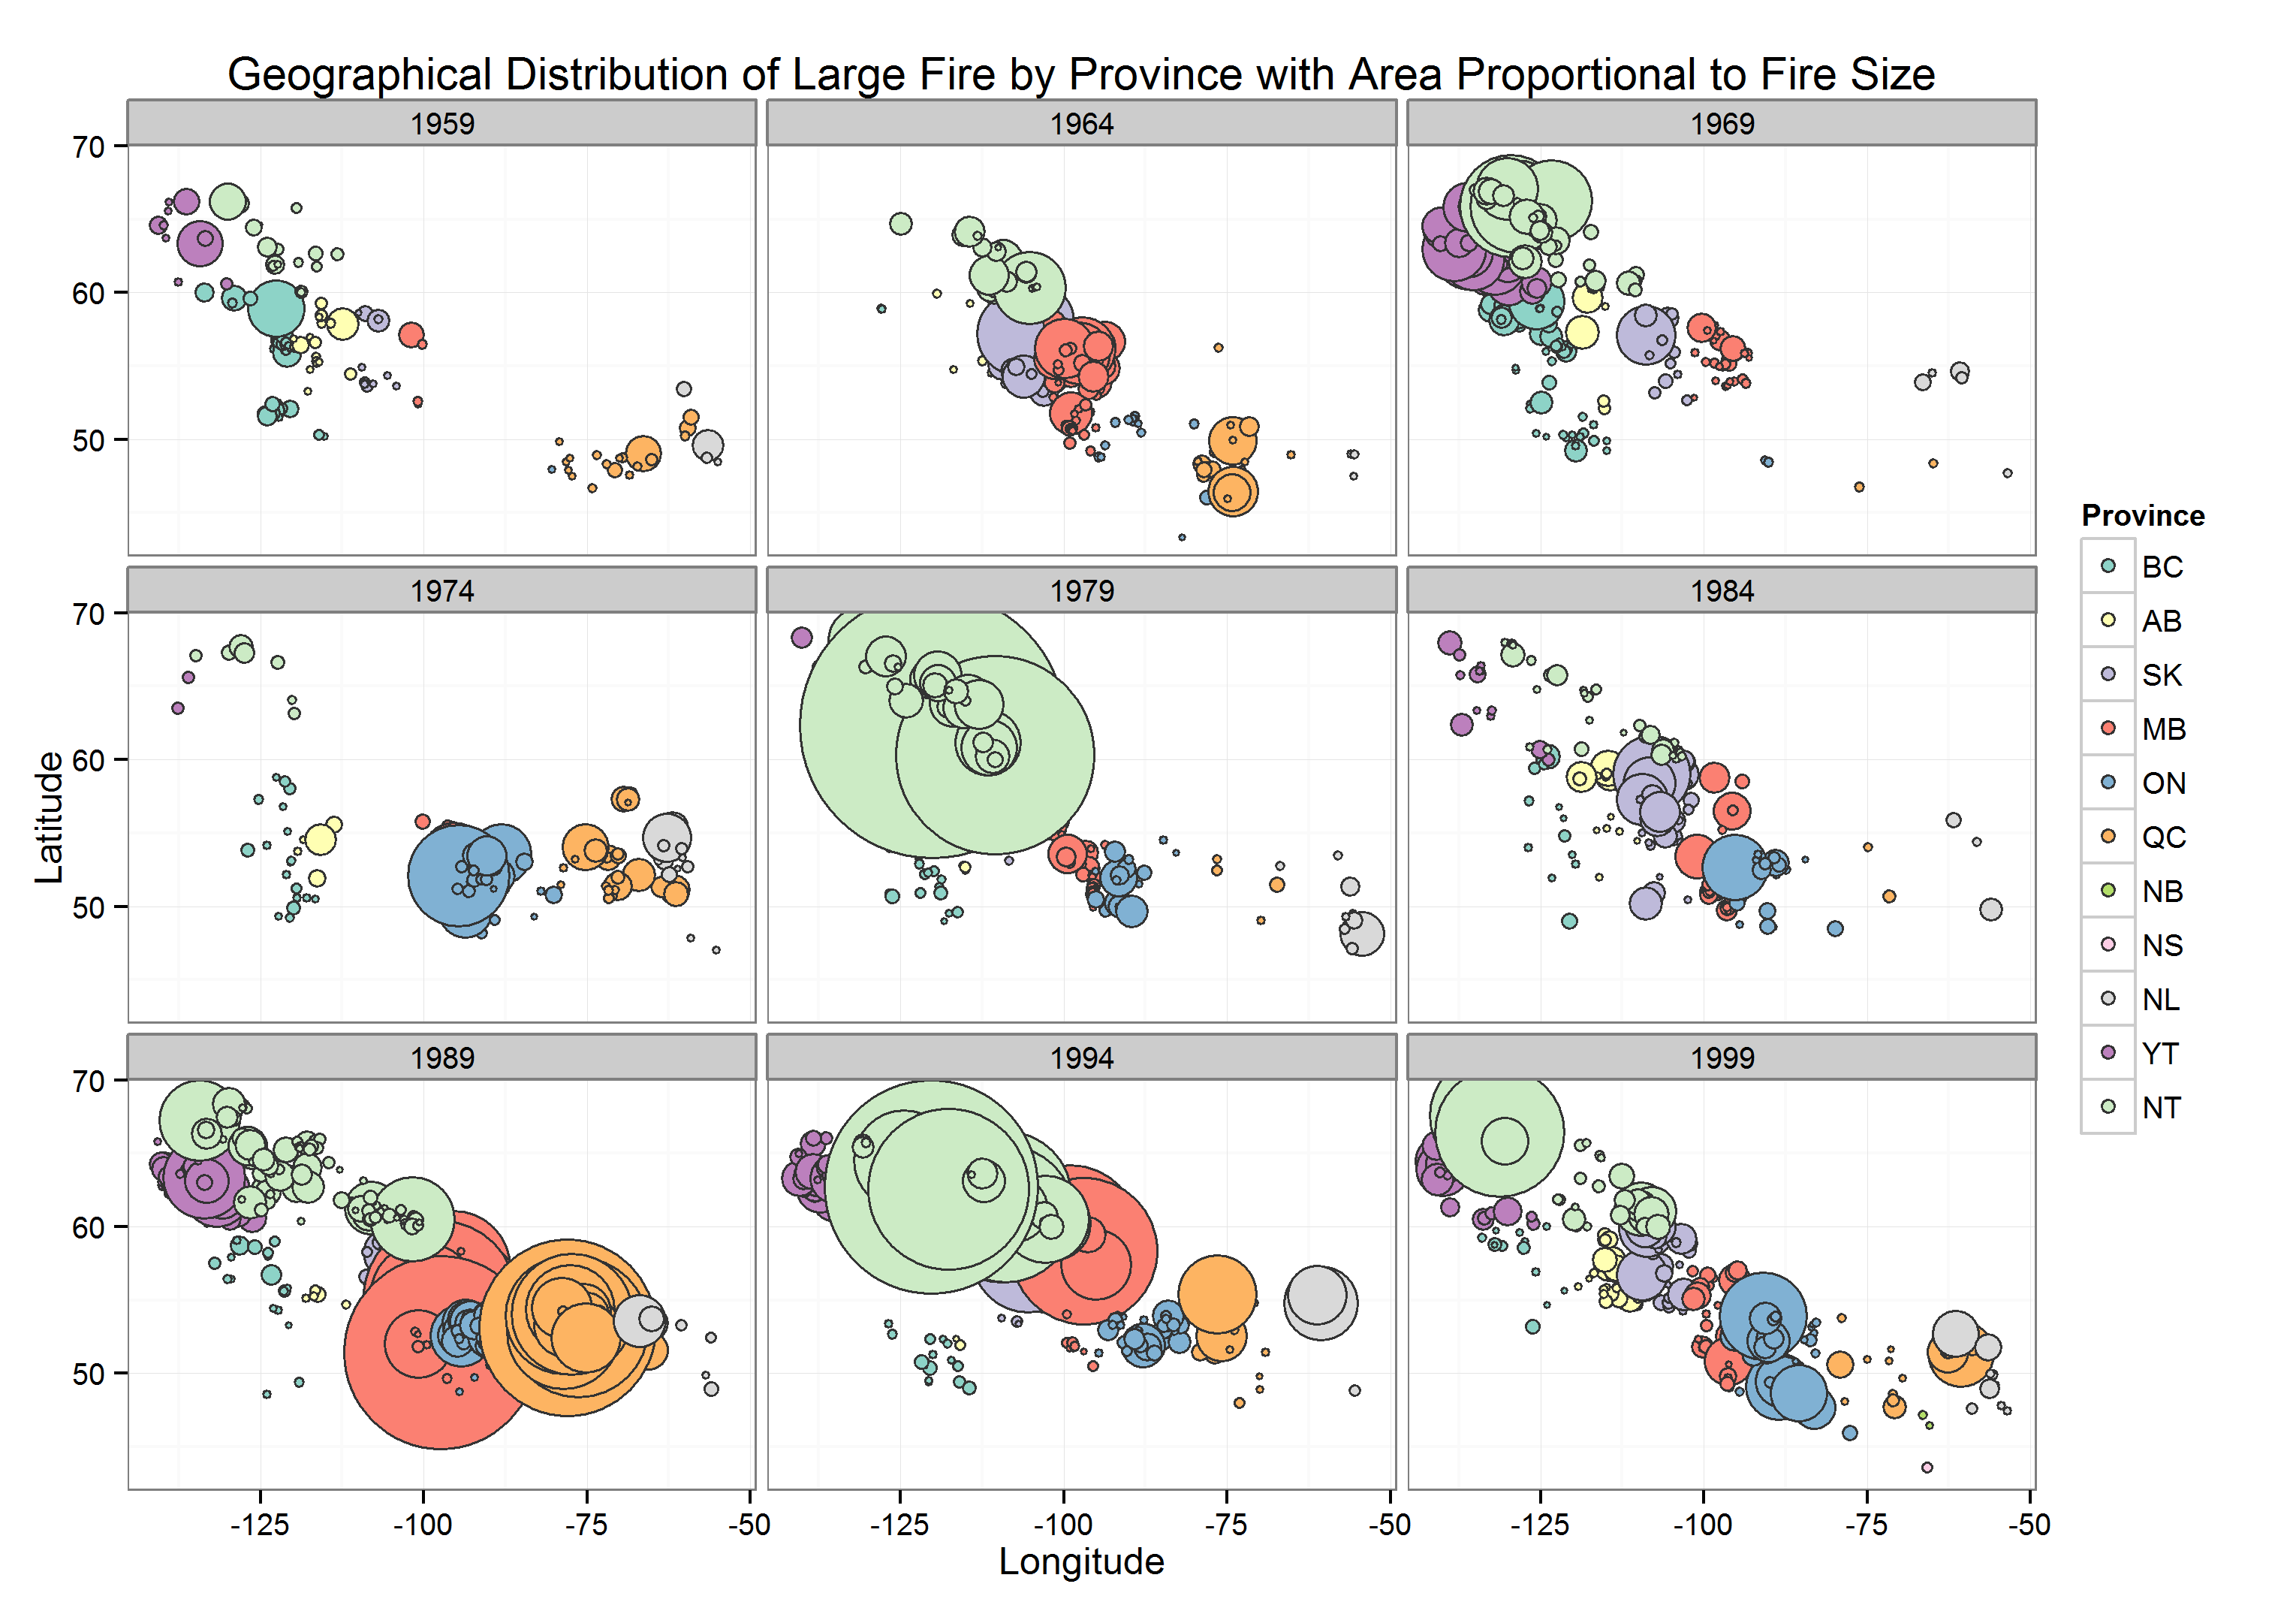 Geographical Distribution of Large Fire by Province with Area Proportional to Fire Size
1959
1964
1969
70
60
50
1974
1979
1984
70
60
50
Latitude
1989
1994
1999
70
60
50
-125
-100
-75
-50
-125
-100
-75
-50
-125
-100
-75
-50
Longitude
Province
BC
AB
SK
MB
ON
QC
NB
NS
NL
YT
NT